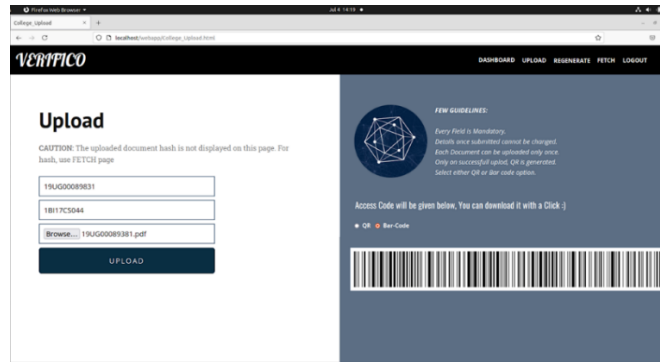 Firefox Web Browser
Jul 4 14:19
College_Upload
localhost/webapp/College_Upload.html
VERIFICO
DASHBOARD UPLOAD REGENERATE FETCH LOGOUT
Upload
CAUTION: The uploaded document hash is not displayed on this page. For
hash, use FETCH page
19UG00089831
1BI17CS044
Browse... 19UG00089381.pdf
UPLOAD
FEW GUIDELINES:
Every Field is Mandatory.
Details once submitted cannot be changed.
Each Document can be uploaded only once.
Only on successfull uplod, QR is generated.
Select either QR or Bar code option.
Access Code will be given below, You can download it with a Click :)
QR Bar-Code